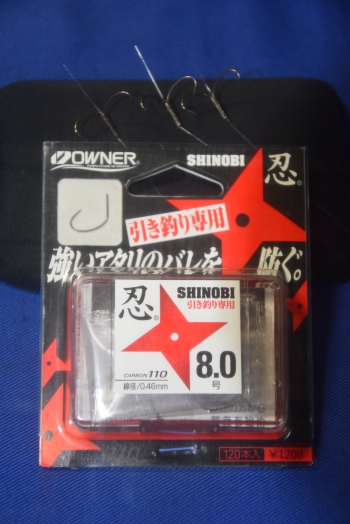 OWNER
SHINOBI 忍®
引き釣り専用
強いアタリのバレを 防ぐ。
忍®
SHINOBI
引き釣り専用
CARBON 110
線径/0.46mm
8.0
号
120本入 ¥1,200